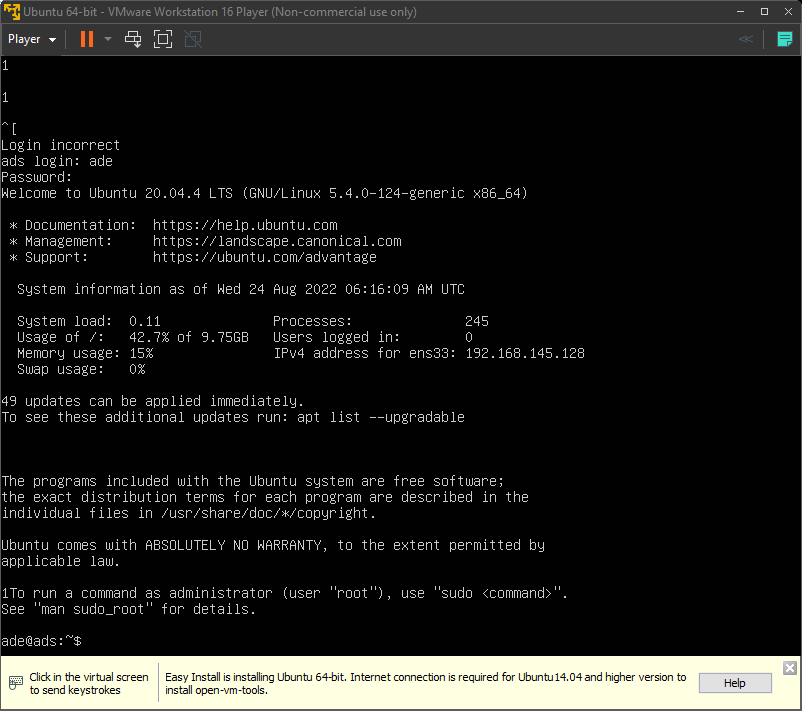 Ubuntu 64-bit - VMware Workstation 16 Player (Non-commercial use only)
Player
1
1
^[
Login incorrect
ads login: ade
Password:
Welcome to Ubuntu 20.04.4 LTS (GNU/Linux 5.4.0-124-generic x86_64)
* Documentation: https://help.ubuntu.com
* Management: https://landscape.canonical.com
* Support: https://ubuntu.com/advantage
System information as of Wed 24 Aug 2022 06:16:09 AM UTC
System load: 0.11 Processes: 245
Usage of /: 42.7% of 9.75GB Users logged in: 0
Memory usage: 15% IPv4 address for ens33: 192.168.145.128
Swap usage: 0%
49 updates can be applied immediately.
To see these additional updates run: apt list --upgradable
The programs included with the Ubuntu system are free software;
the exact distribution terms for each program are described in the
individual files in /usr/share/doc/*/copyright.
Ubuntu comes with ABSOLUTELY NO WARRANTY, to the extent permitted by
applicable law.
1To run a command as administrator (user "root"), use "sudo <command>".
See "man sudo_root" for details.
ade@ads:~$
Click in the virtual screen
to send keystrokes
Easy Install is installing Ubuntu 64-bit. Internet connection is required for Ubuntu14.04 and higher version to
install open-vm-tools.
Help